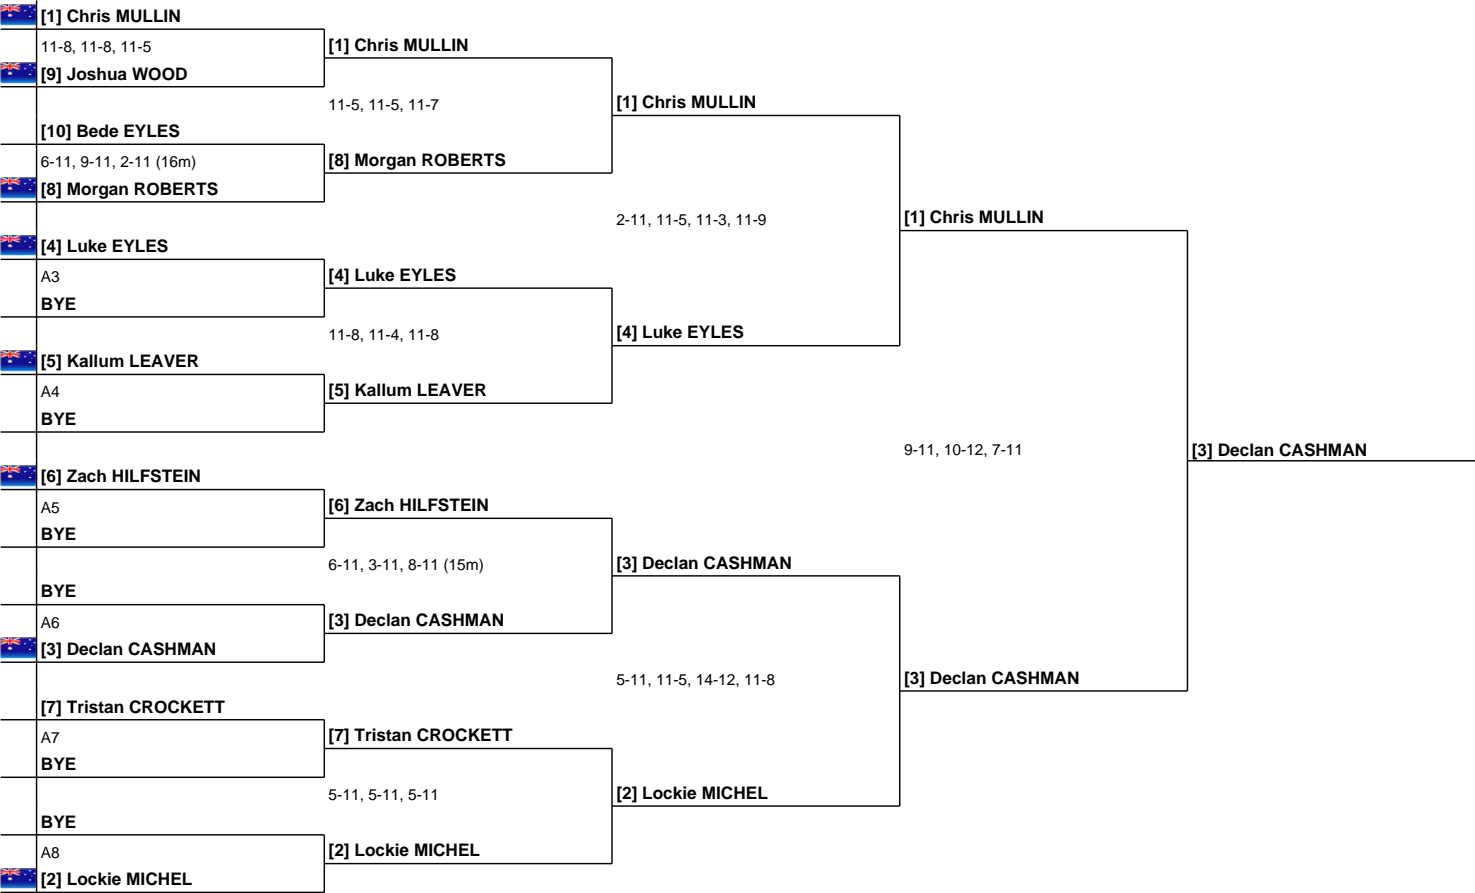 [1] Chris MULLIN
11-8, 11-8, 11-5
[9] Joshua WOOD
[10] Bede EYLES
6-11, 9-11, 2-11 (16m)
[8] Morgan ROBERTS
[4] Luke EYLES
A3
BYE
[5] Kallum LEAVER
A4
BYE
[6] Zach HILFSTEIN
A5
BYE
BYE
A6
[3] Declan CASHMAN
[7] Tristan CROCKETT
A7
BYE
BYE
A8
[2] Lockie MICHEL
[1] Chris MULLIN
11-5, 11-5, 11-7
[8] Morgan ROBERTS
[4] Luke EYLES
11-8, 11-4, 11-8
[5] Kallum LEAVER
[6] Zach HILFSTEIN
6-11, 3-11, 8-11 (15m)
[3] Declan CASHMAN
[7] Tristan CROCKETT
5-11, 5-11, 5-11
[2] Lockie MICHEL
[1] Chris MULLIN
2-11, 11-5, 11-3, 11-9
[4] Luke EYLES
[3] Declan CASHMAN
5-11, 11-5, 14-12, 11-8
[2] Lockie MICHEL
[1] Chris MULLIN
9-11, 10-12, 7-11
[3] Declan CASHMAN
[3] Declan CASHMAN